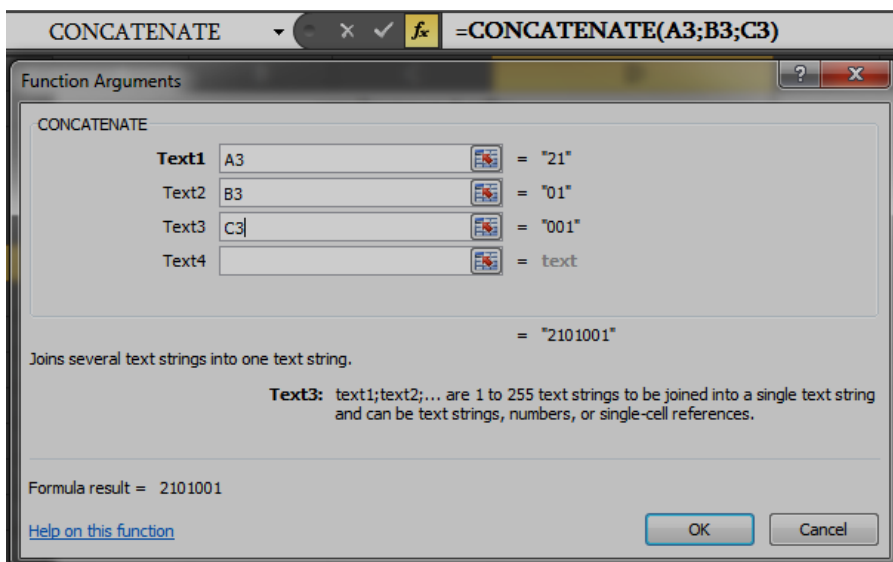 CONCATENATE fx =CONCATENATE(A3;B3;C3)
Function Arguments ? x
CONCATENATE
Text1 A3 = "21"
Text2 B3 = "01"
Text3 C3 = "001"
Text4 = text
= "2101001"
Joins several text strings into one text string.
Text3: text1;text2;... are 1 to 255 text strings to be joined into a single text string
and can be text strings, numbers, or single-cell references.
Formula result = 2101001
Help on this function OK Cancel